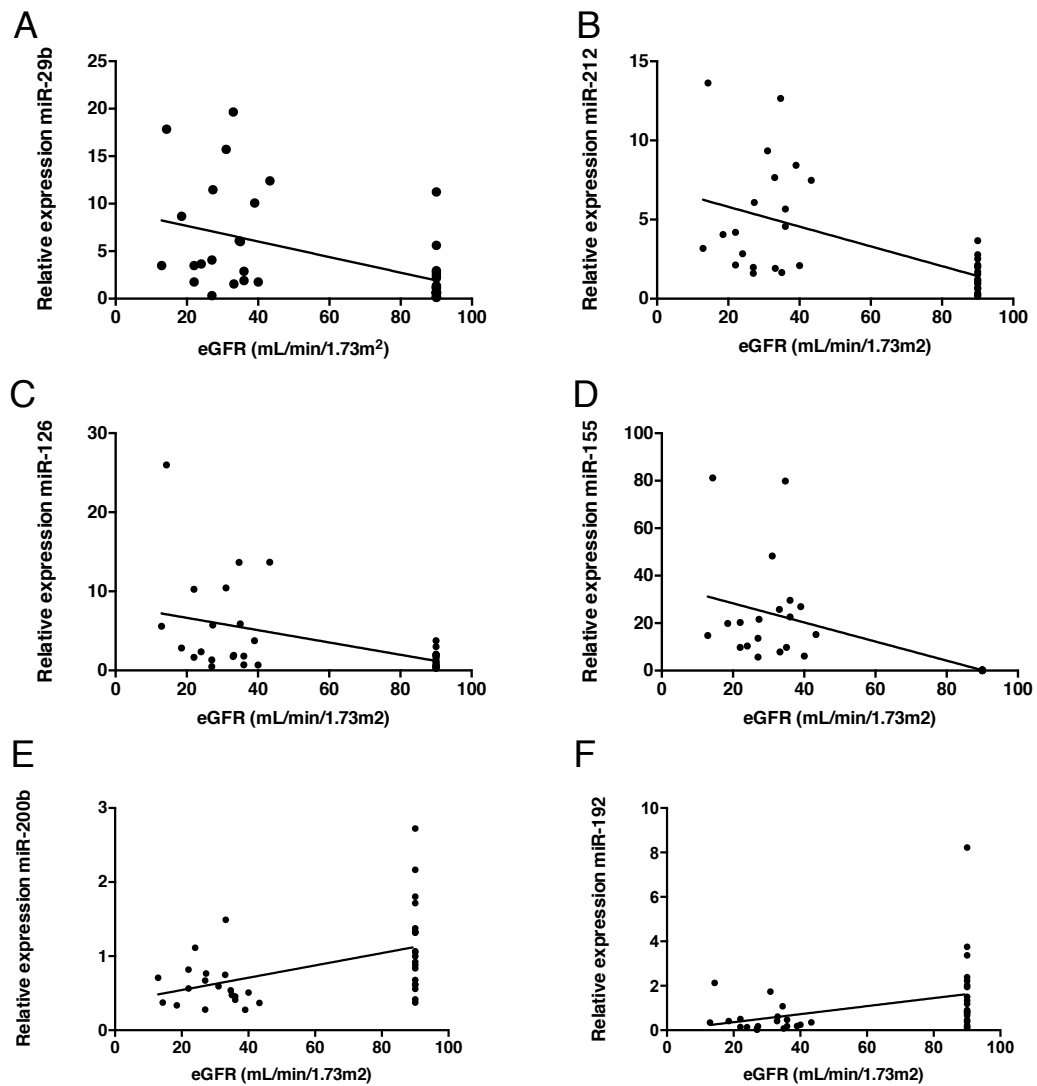 A
Relative expression miR-29b
25
20
15
10
5
0
0 20 40 60 80 100
eGFR (mL/min/1.73m²)
B
Relative expression miR-212
15
10
5
0
0 20 40 60 80 100
eGFR (mL/min/1.73m2)
C
Relative expression miR-126
30
20
10
0
0 20 40 60 80 100
eGFR (mL/min/1.73m2)
D
Relative expression miR-155
100
80
60
40
20
0
0 20 40 60 80 100
eGFR (mL/min/1.73m2)
E
Relative expression miR-200b
3
2
1
0
0 20 40 60 80 100
eGFR (mL/min/1.73m2)
F
Relative expression miR-192
10
8
6
4
2
0
0 20 40 60 80 100
eGFR (mL/min/1.73m2)